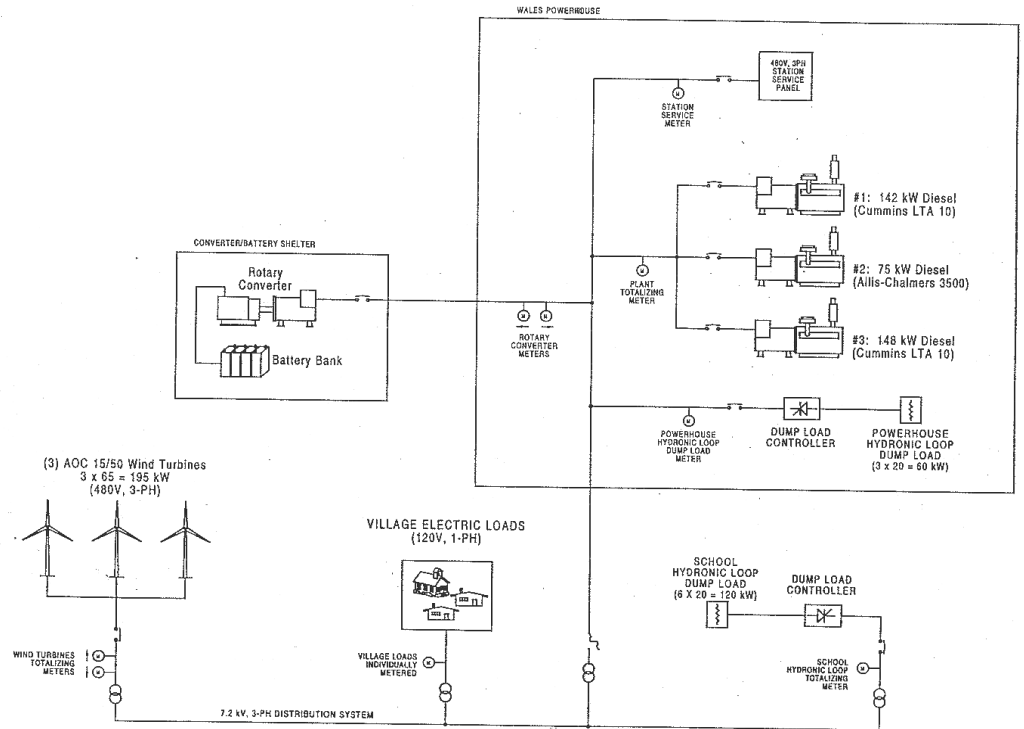 WALES POWERHOUSE
480V, 3PH
STATION
SERVICE
PANEL
M
STATION
SERVICE
METER
#1: 142 kW Diesel
(Cummins LTA 10)
CONVERTER/BATTERY SHELTER
Rotary
Converter
M
PLANT
TOTALIZING
METER
#2: 75 kW Diesel
(Allis-Chalmers 3500)
M M
ROTARY
CONVERTER
METERS
Battery Bank
#3: 148 kW Diesel
(Cummins LTA 10)
M
POWERHOUSE
HYDRONIC LOOP
DUMP LOAD
METER
DUMP LOAD
CONTROLLER
POWERHOUSE
HYDRONIC LOOP
DUMP LOAD
(3 x 20 = 60 kW)
(3) AOC 15/50 Wind Turbines
3 x 65 = 195 kW
(480V, 3-PH)
VILLAGE ELECTRIC LOADS
(120V, 1-PH)
SCHOOL
HYDRONIC LOOP
DUMP LOAD
(6 X 20 = 120 kW)
DUMP LOAD
CONTROLLER
WIND TURBINES
TOTALIZING
METERS
M
M
VILLAGE LOADS
INDIVIDUALLY
METERED
M
SCHOOL
HYDRONIC LOOP
TOTALIZING
METER
M
7.2 kV, 3-PH DISTRIBUTION SYSTEM